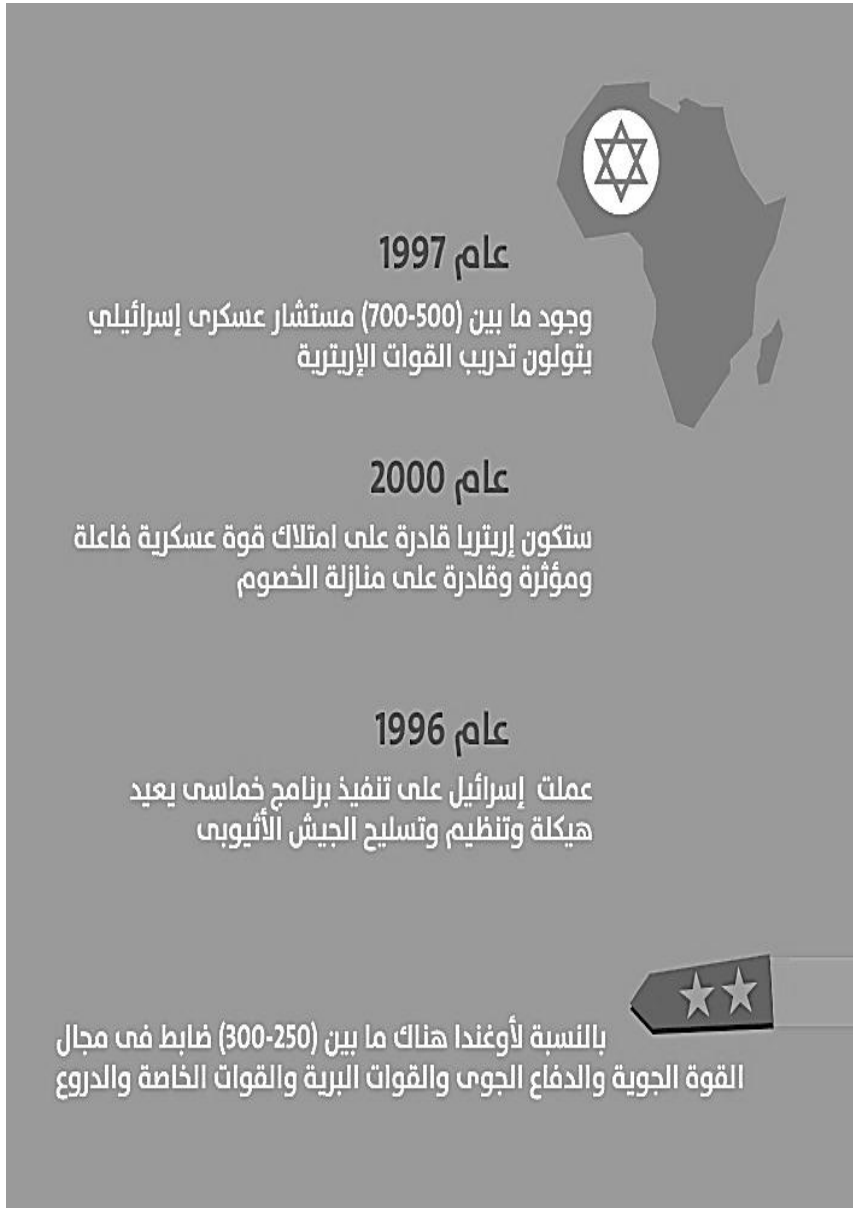 عام 1997
وجود ما بين (500-700) مستشار عسكرى إسرائيلي
يتولون تدريب القوات الإريترية
عام 2000
ستكون إريتريا قادرة على امتلاك قوة عسكرية فاعلة
ومؤثرة وقادرة على منازلة الخصوم
عام 1996
عملت إسرائيل على تنفيذ برنامج خماسى يعيد
هيكلة وتنظيم وتسليح الجيش الأثيوبى
بالنسبة لأوغندا هناك ما بين (250-300) ضابط فى مجال
القوة الجوية والدفاع الجوى والقوات البرية والقوات الخاصة والدروع